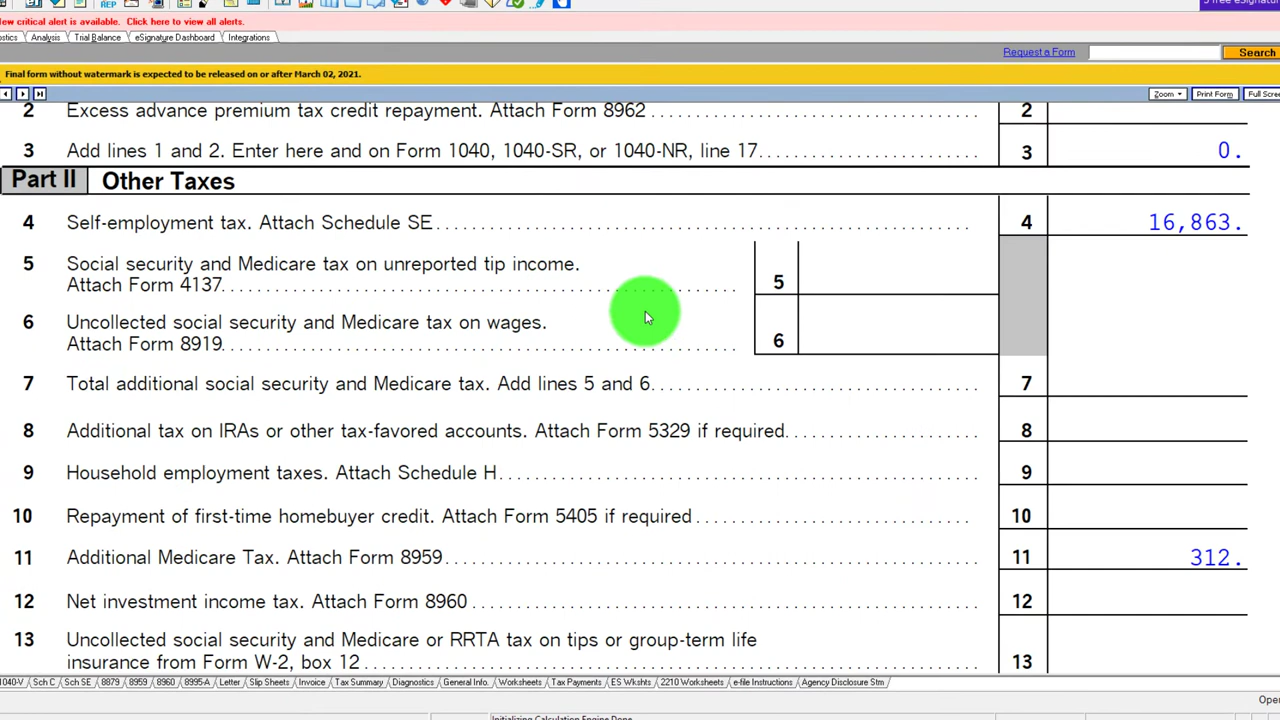 New critical alert is available. Click here to view all alerts.
Analysis
Trial Balance
eSignature Dashboard
Integrations
Request a Form
Search
Final form without watermark is expected to be released on or after March 02, 2021.
Zoom
Print Form
2 Excess advance premium tax credit repayment. Attach Form 8962 2
3 Add lines 1 and 2. Enter here and on Form 1040, 1040-SR, or 1040-NR, line 17 3 0.
Part II Other Taxes
4 Self-employment tax. Attach Schedule SE 4 16,863.
5 Social security and Medicare tax on unreported tip income.
Attach Form 4137 5
6 Uncollected social security and Medicare tax on wages.
Attach Form 8919 6
7 Total additional social security and Medicare tax. Add lines 5 and 6 7
8 Additional tax on IRAs or other tax-favored accounts. Attach Form 5329 if required 8
9 Household employment taxes. Attach Schedule H 9
10 Repayment of first-time homebuyer credit. Attach Form 5405 if required 10
11 Additional Medicare Tax. Attach Form 8959 11 312.
12 Net investment income tax. Attach Form 8960 12
13 Uncollected social security and Medicare or RRTA tax on tips or group-term life
insurance from Form W-2, box 12 13
1040-V Sch C Sch SE 8879 8959 8960 8995-A Letter Slip Sheets Invoice Tax Summary Diagnostics General Info. Worksheets Tax Payments ES Wkshts 2210 Worksheets e-file Instructions Agency Disclosure Stm